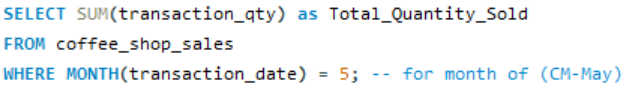 SELECT SUM(transaction_qty) as Total_Quantity_Sold
FROM coffee_shop_sales
WHERE MONTH(transaction_date) = 5; -- for month of (CM-May)